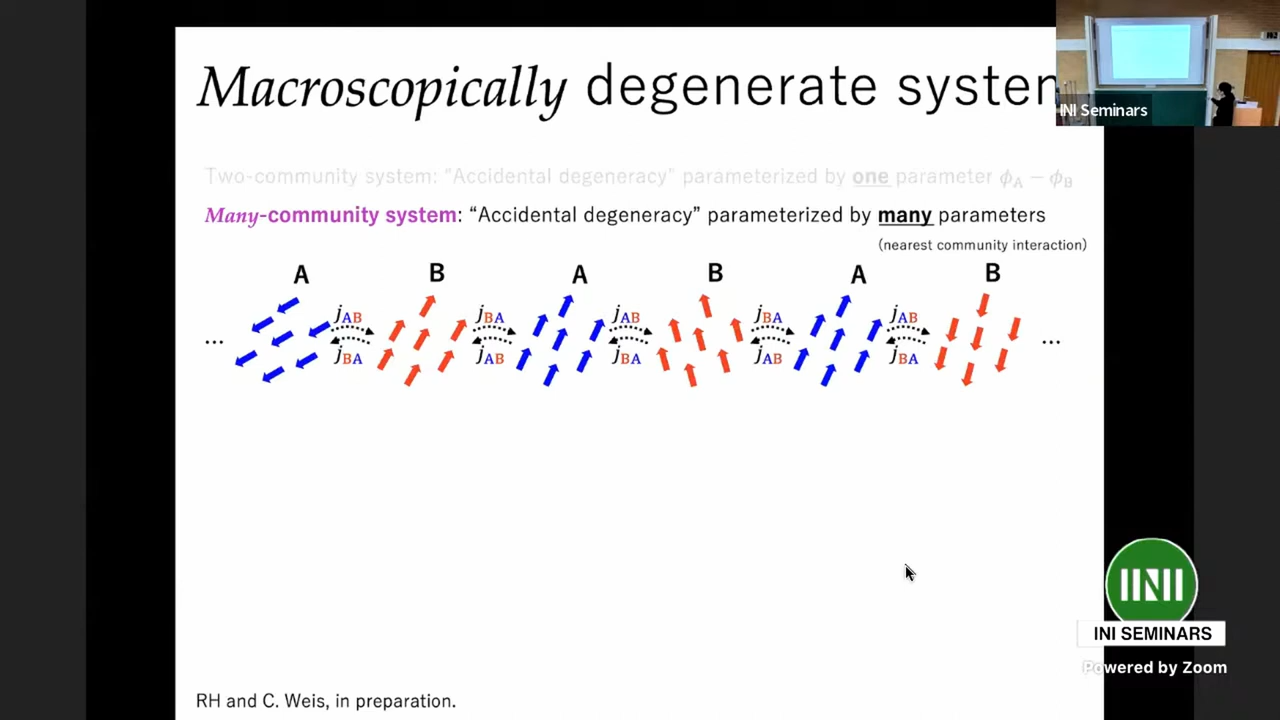 Macroscopically degenerate system
INI Seminars
Two-community system: “Accidental degeneracy” parameterized by one parameter ϕA − ϕB
Many-community system: “Accidental degeneracy” parameterized by many parameters
(nearest community interaction)
A B A B A B
jAB jBA jAB jBA jAB
... ...
jBA jAB jBA jAB jBA
INI
INI SEMINARS
Powered by Zoom
RH and C. Weis, in preparation.